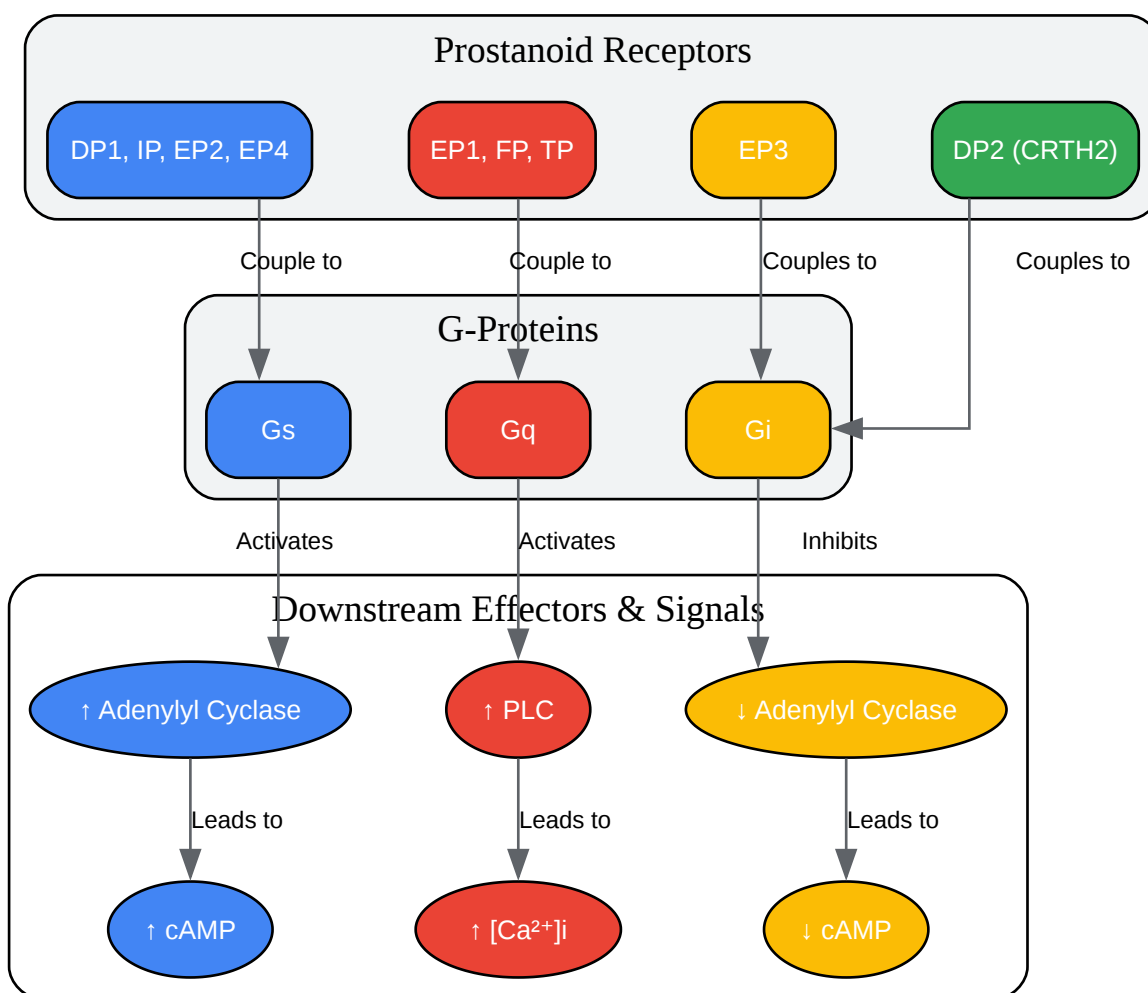 Prostanoid Receptors
DP1, IP, EP2, EP4
EP1, FP, TP
EP3
DP2 (CRTH2)
Couple to
Couple to
Couples to
Couples to
G-Proteins
Gs
Gq
Gi
Activates
Activates
Inhibits
Downstream Effectors & Signals
↑ Adenylyl Cyclase
↑ PLC
↓ Adenylyl Cyclase
Leads to
Leads to
Leads to
↑ cAMP
↑ [Ca²⁺]i
↓ cAMP